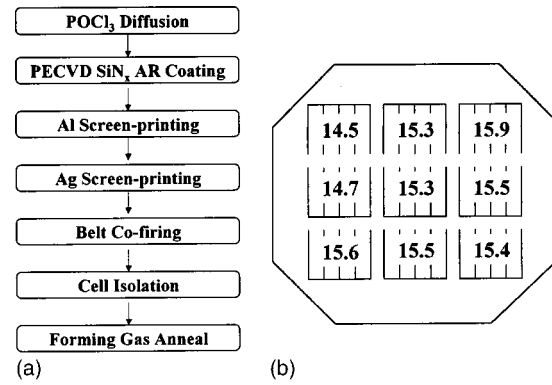 POCl₃ Diffusion
PECVD SiNₓ AR Coating
Al Screen-printing
Ag Screen-printing
Belt Co-firing
Cell Isolation
Forming Gas Anneal
(a)
14.5 15.3 15.9
14.7 15.3 15.5
15.6 15.5 15.4
(b)